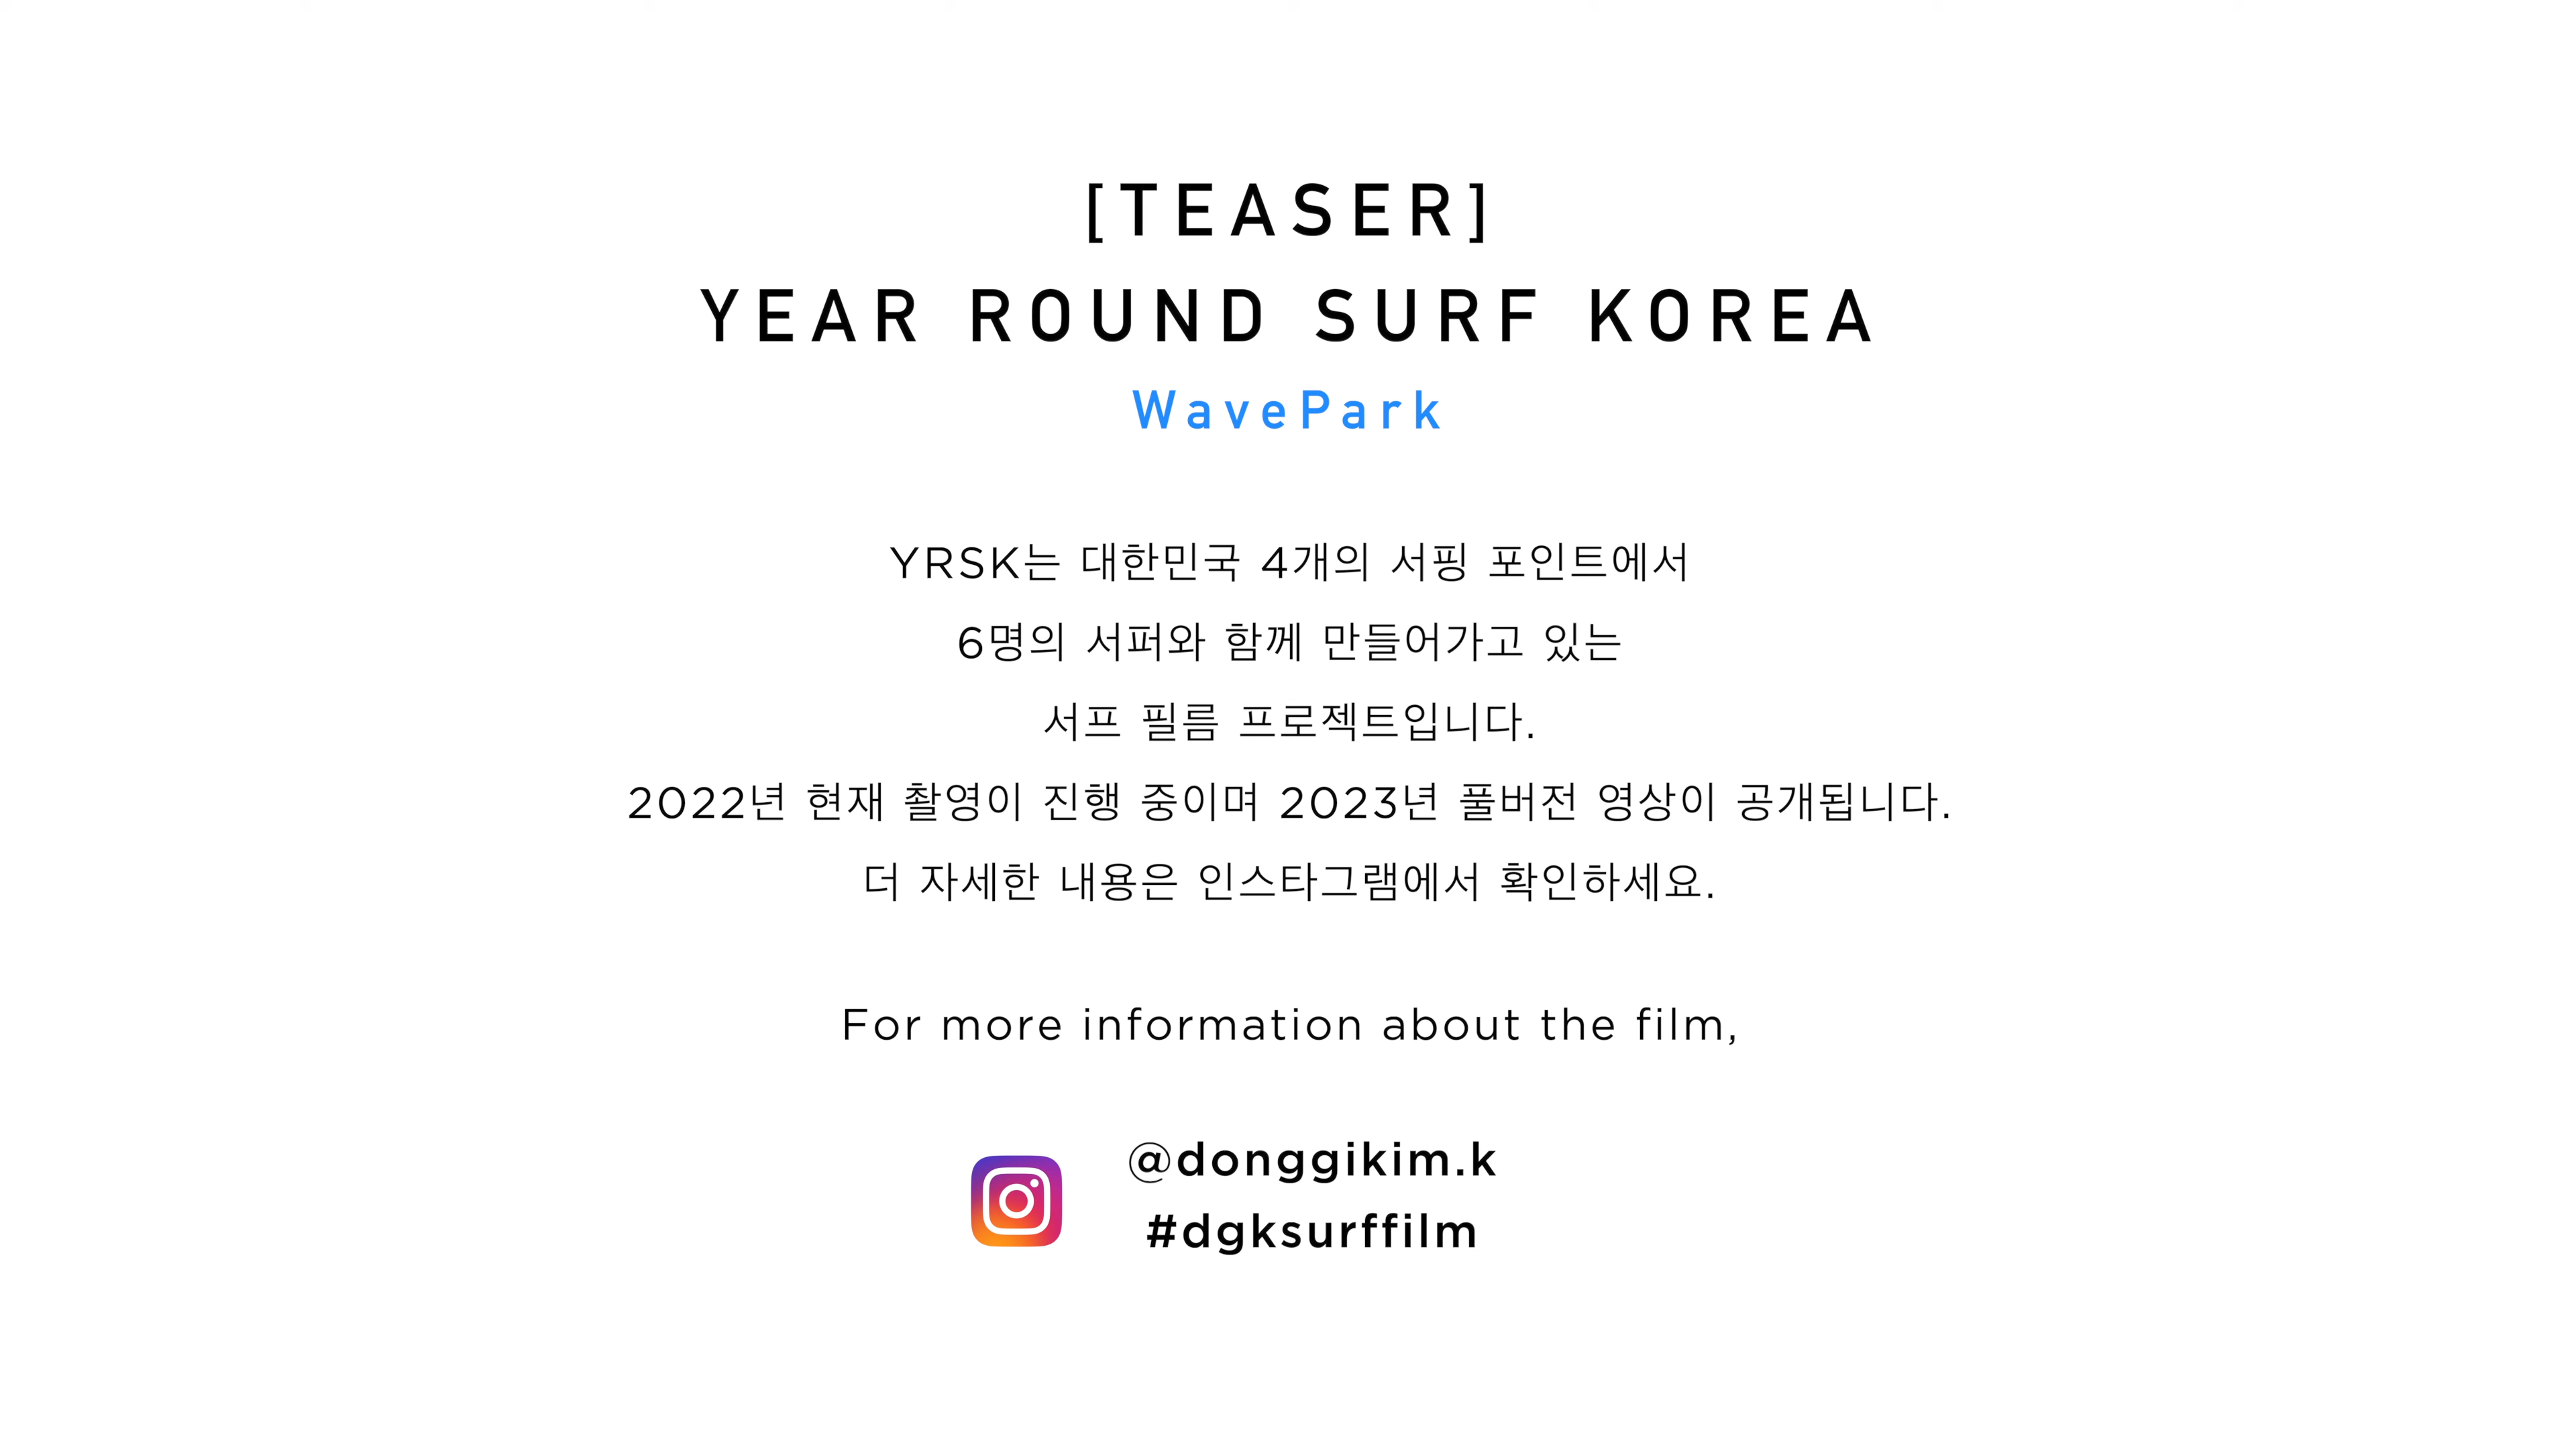 [TEASER]
YEAR ROUND SURF KOREA
WavePark
YRSK는 대한민국 4개의 서핑 포인트에서
6명의 서퍼와 함께 만들어가고 있는
서프 필름 프로젝트입니다.
2022년 현재 촬영이 진행 중이며 2023년 풀버전 영상이 공개됩니다.
더 자세한 내용은 인스타그램에서 확인하세요.
For more information about the film,
@donggikim.k
#dgksurffilm